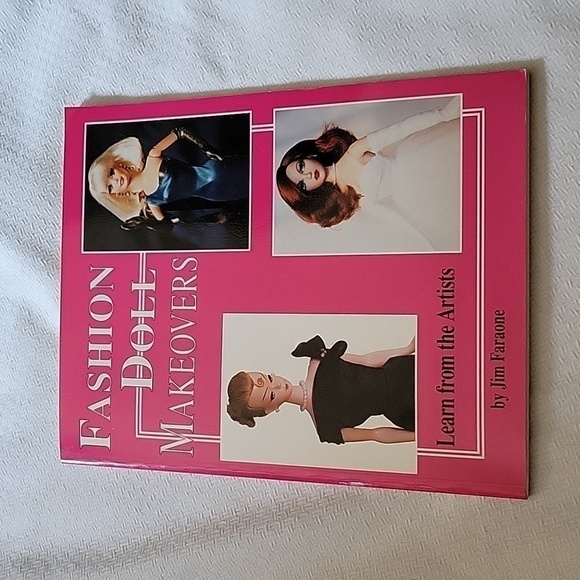 FASHION
DOLL
MAKEOVERS
Learn from the Artists
by Jim Faraone